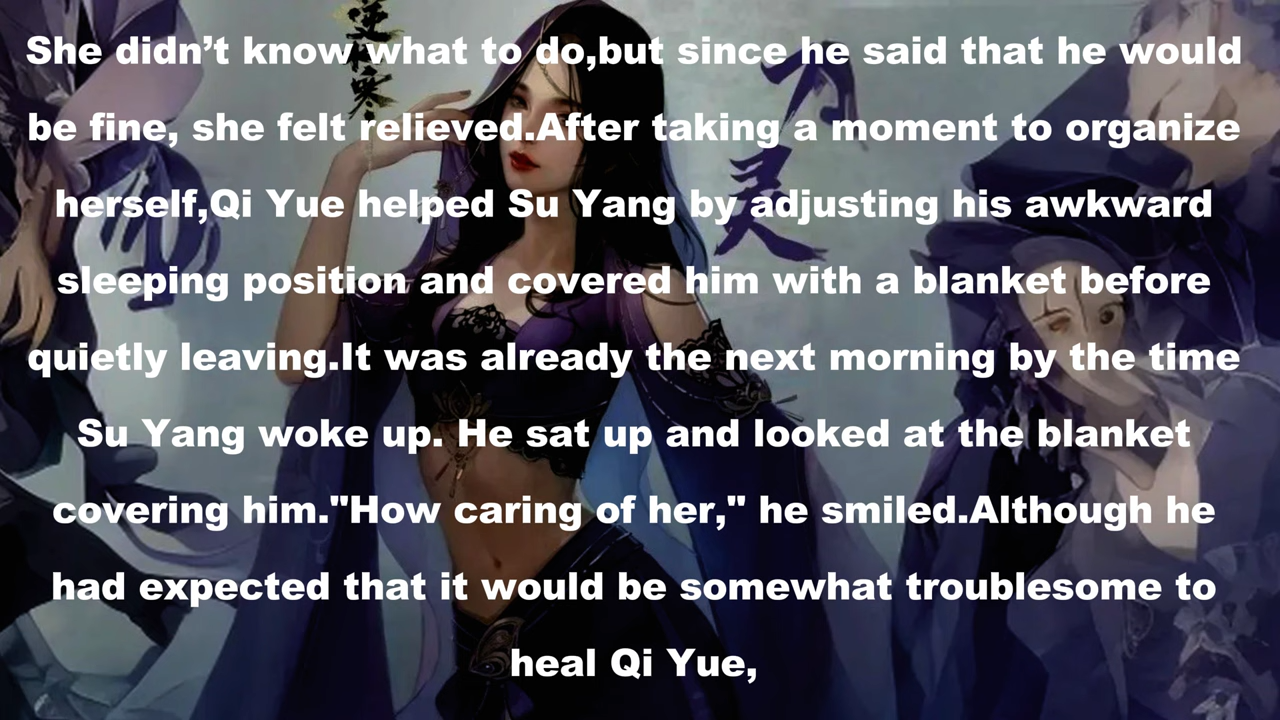 She didn’t know what to do,but since he said that he would
be fine, she felt relieved.After taking a moment to organize
herself,Qi Yue helped Su Yang by adjusting his awkward
sleeping position and covered him with a blanket before
quietly leaving.It was already the next morning by the time
Su Yang woke up. He sat up and looked at the blanket
covering him."How caring of her," he smiled.Although he
had expected that it would be somewhat troublesome to
heal Qi Yue,
灵